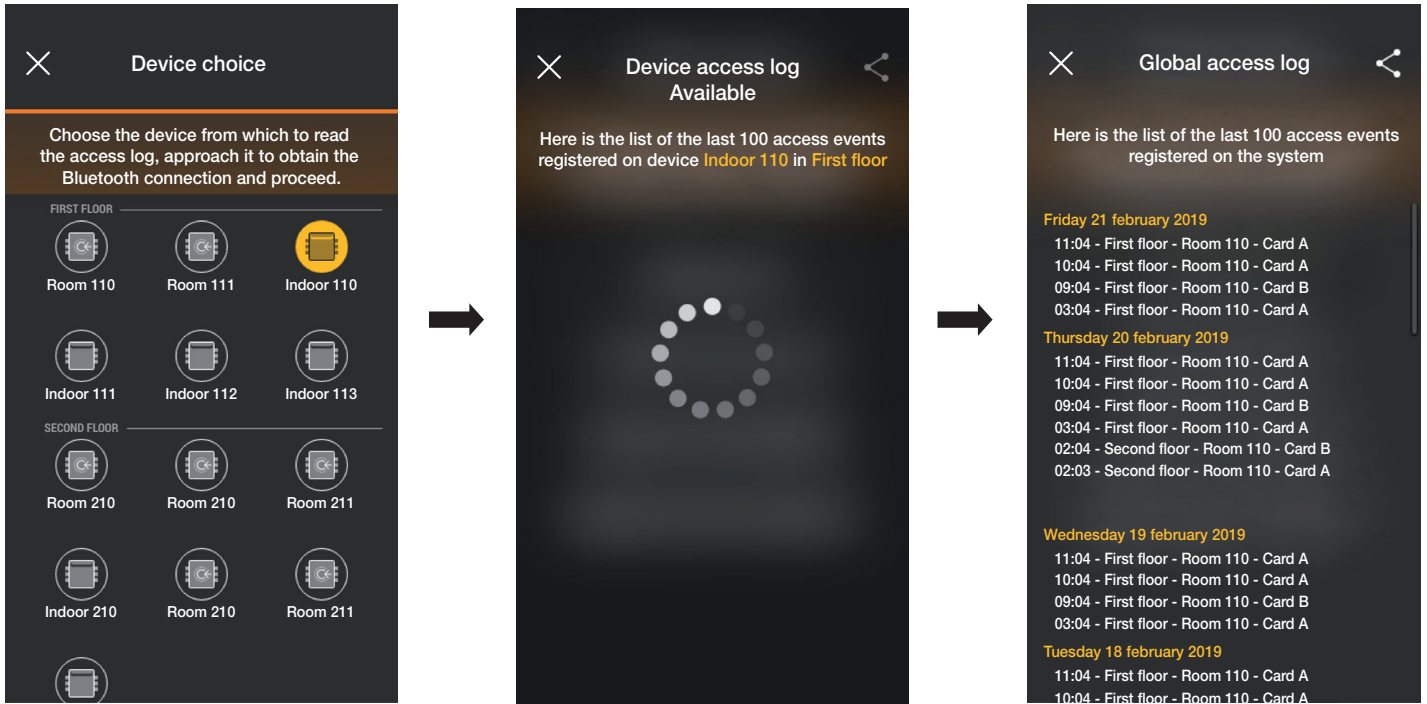 Device choice
Choose the device from which to read
the access log, approach it to obtain the
Bluetooth connection and proceed.
FIRST FLOOR
Room 110
Room 111
Indoor 110
Indoor 111
Indoor 112
Indoor 113
SECOND FLOOR
Room 210
Room 210
Room 211
Indoor 210
Room 210
Room 211
Device access log
Available
Here is the list of the last 100 access events
registered on device Indoor 110 in First floor
Global access log
Here is the list of the last 100 access events
registered on the system
Friday 21 february 2019
11:04 - First floor - Room 110 - Card A
10:04 - First floor - Room 110 - Card A
09:04 - First floor - Room 110 - Card B
03:04 - First floor - Room 110 - Card A
Thursday 20 february 2019
11:04 - First floor - Room 110 - Card A
10:04 - First floor - Room 110 - Card A
09:04 - First floor - Room 110 - Card B
03:04 - First floor - Room 110 - Card A
02:04 - Second floor - Room 110 - Card B
02:03 - Second floor - Room 110 - Card A
Wednesday 19 february 2019
11:04 - First floor - Room 110 - Card A
10:04 - First floor - Room 110 - Card A
09:04 - First floor - Room 110 - Card B
03:04 - First floor - Room 110 - Card A
Tuesday 18 february 2019
11:04 - First floor - Room 110 - Card A
10:04 - First floor - Room 110 - Card A